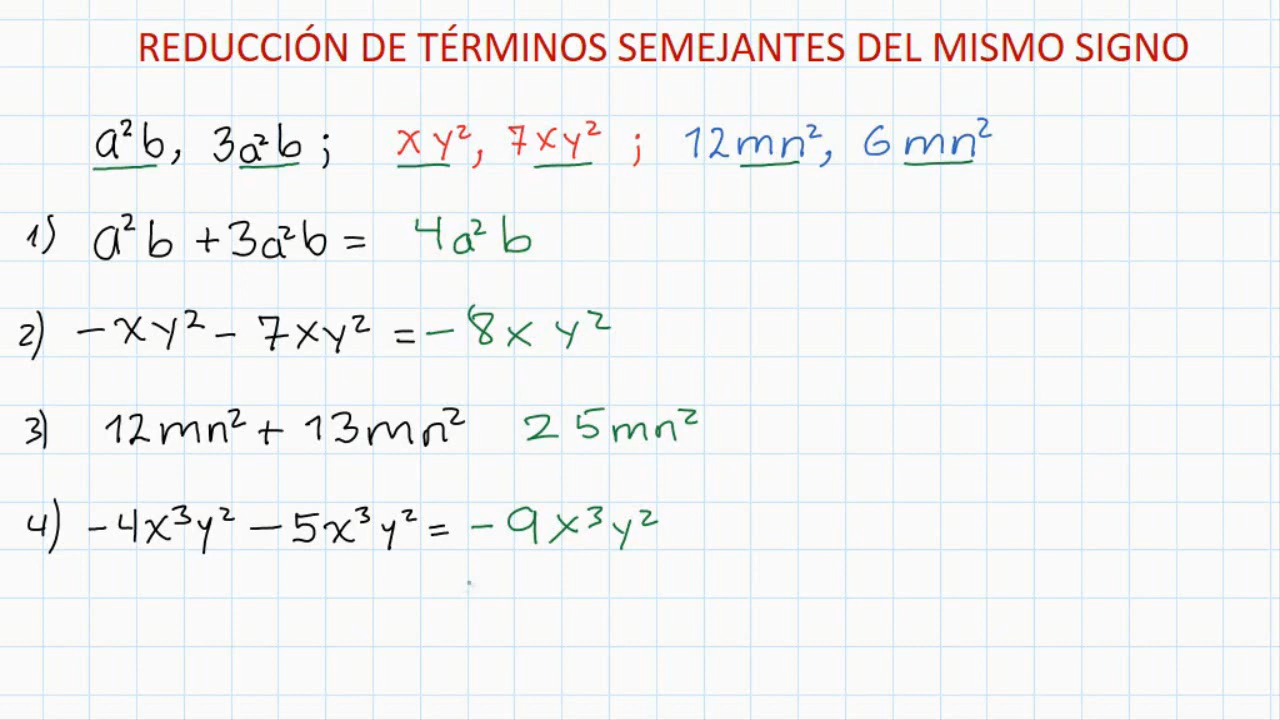 REDUCCIÓN DE TÉRMINOS SEMEJANTES DEL MISMO SIGNO
a²b, 3a²b ; xy², 7xy² ; 12mn², 6mn²
1) a²b + 3a²b = 4a²b
2) -xy² - 7xy² = -8xy²
3) 12mn² + 13mn² 25mn²
4) -4x³y² - 5x³y² = -9x³y²